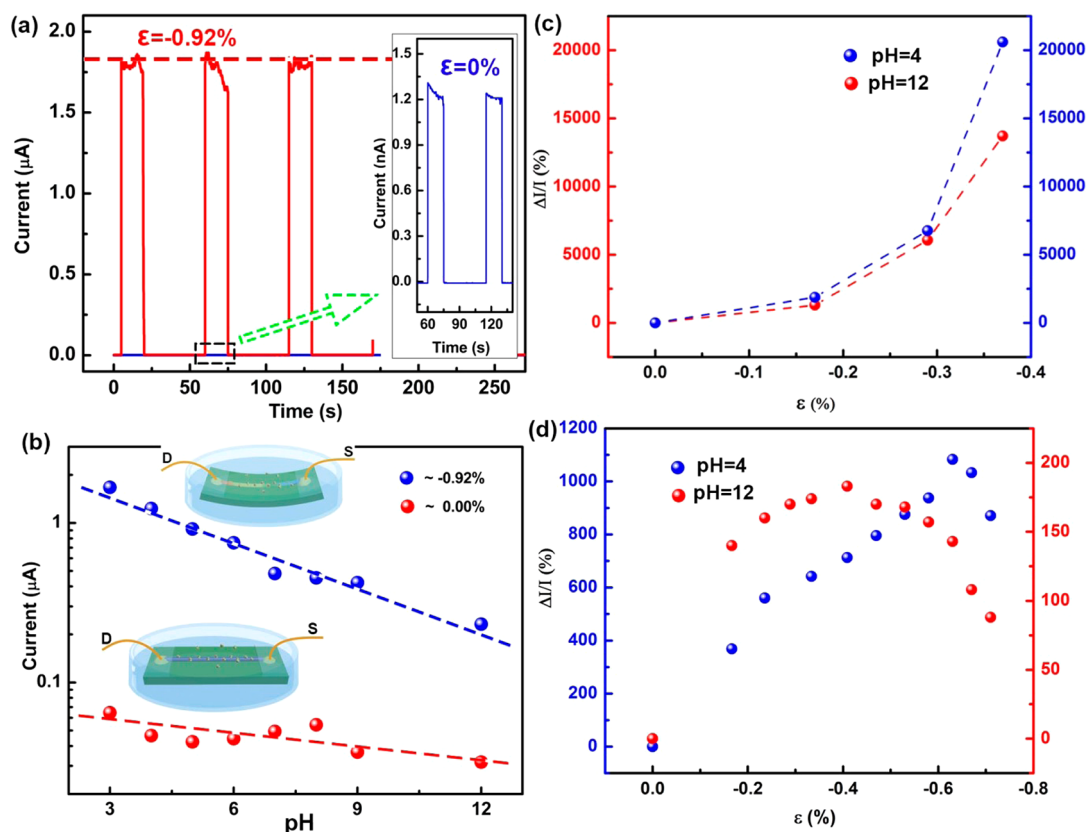 (a)
2.0
1.5
1.0
0.5
0.0
Current (μA)
0 50 100 150 200 250
Time (s)
ε=-0.92%
ε=0%
1.5
1.2
0.9
0.6
0.3
0.0
Current (nA)
60 90 120
Time (s)
(c)
20000
15000
10000
5000
0
ΔI/I (%)
pH=4
pH=12
20000
15000
10000
5000
0
0.0 -0.1 -0.2 -0.3 -0.4
ε (%)
(b)
1
0.1
Current (μA)
D
S
~ -0.92%
~ 0.00%
D
S
3 6 9 12
pH
(d)
1200
1000
800
600
400
200
0
ΔI/I (%)
pH=4
pH=12
200
150
100
50
0
0.0 -0.2 -0.4 -0.6 -0.8
ε (%)